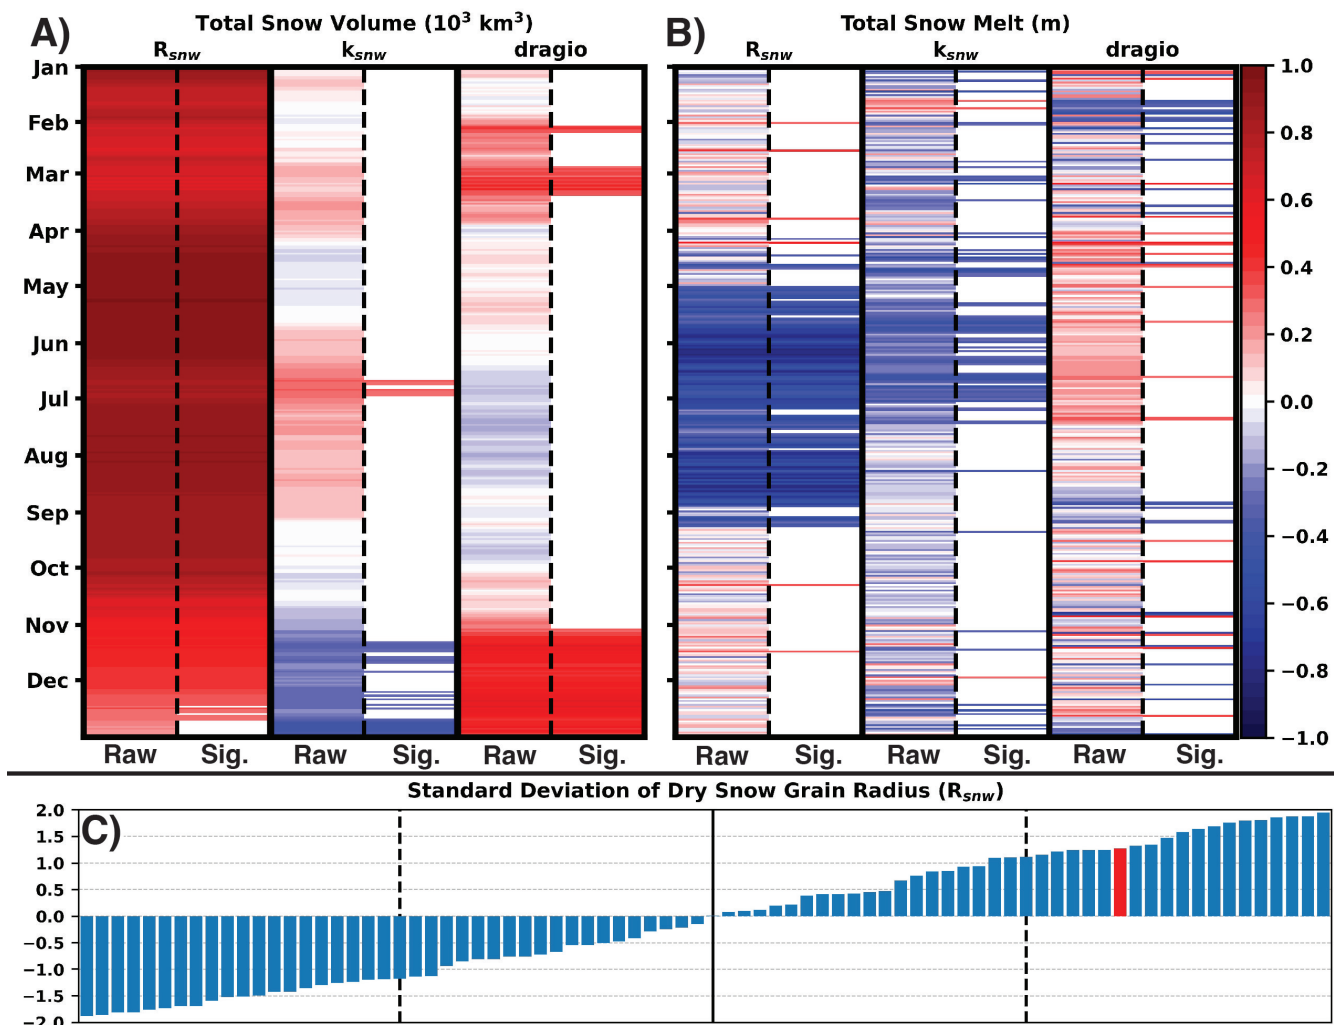 A) Total Snow Volume (10³ km³) B) Total Snow Melt (m)
Rsnw ksnw dragio Rsnw ksnw dragio
Jan
Feb
Mar
Apr
May
Jun
Jul
Aug
Sep
Oct
Nov
Dec
1.0
0.8
0.6
0.4
0.2
0.0
−0.2
−0.4
−0.6
−0.8
−1.0
Raw Sig. Raw Sig. Raw Sig. Raw Sig. Raw Sig. Raw Sig.
Standard Deviation of Dry Snow Grain Radius (Rsnw)
C)
2.0
1.5
1.0
0.5
0.0
−0.5
−1.0
−1.5
−2.0